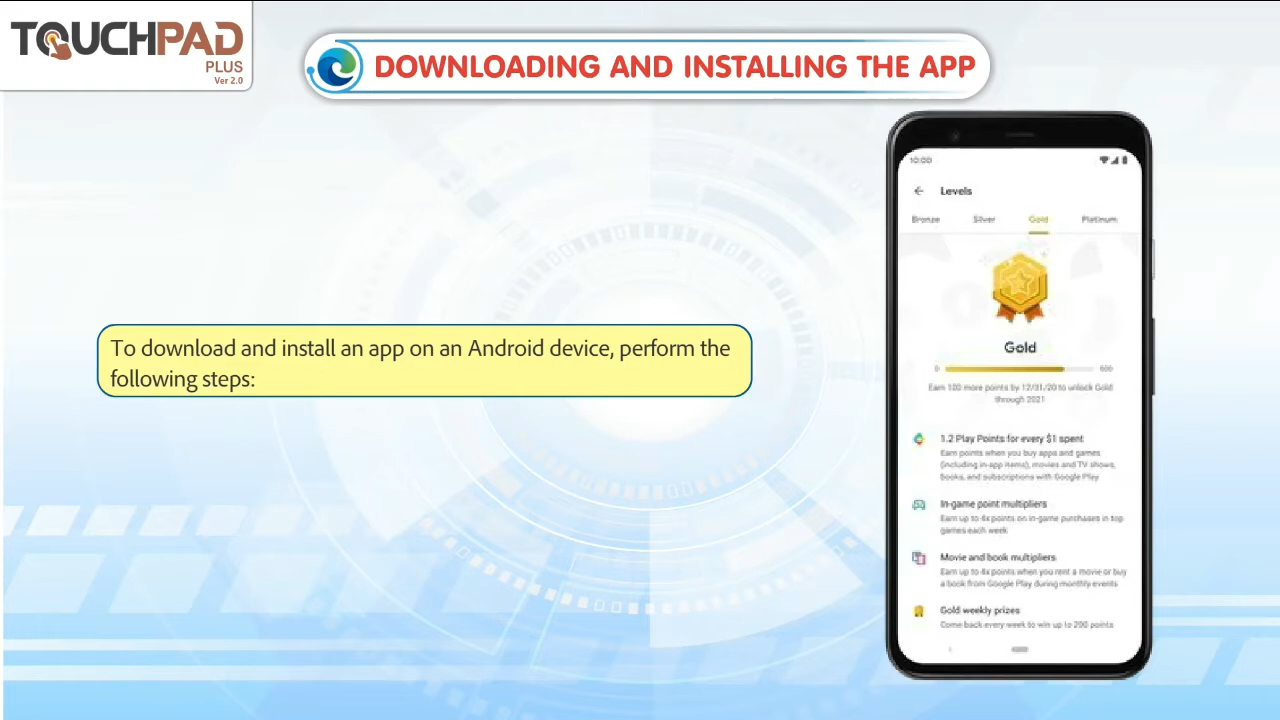 TOUCHPAD
PLUS
Ver 2.0
DOWNLOADING AND INSTALLING THE APP
To download and install an app on an Android device, perform the
following steps:
10:00
Levels
Bronze Silver Gold Platinum
Gold
0 600
Earn 100 more points by 12/31/20 to unlock Gold
through 2021
1.2 Play Points for every $1 spent
Earn points when you buy apps and games
(including in-app items), movies and TV shows,
books, and subscriptions with Google Play
In-game point multipliers
Earn up to 4x points on in-game purchases in top
games each week
Movie and book multipliers
Earn up to 4x points when you rent a movie or buy
a book from Google Play during monthly events
Gold weekly prizes
Come back every week to win up to 200 points